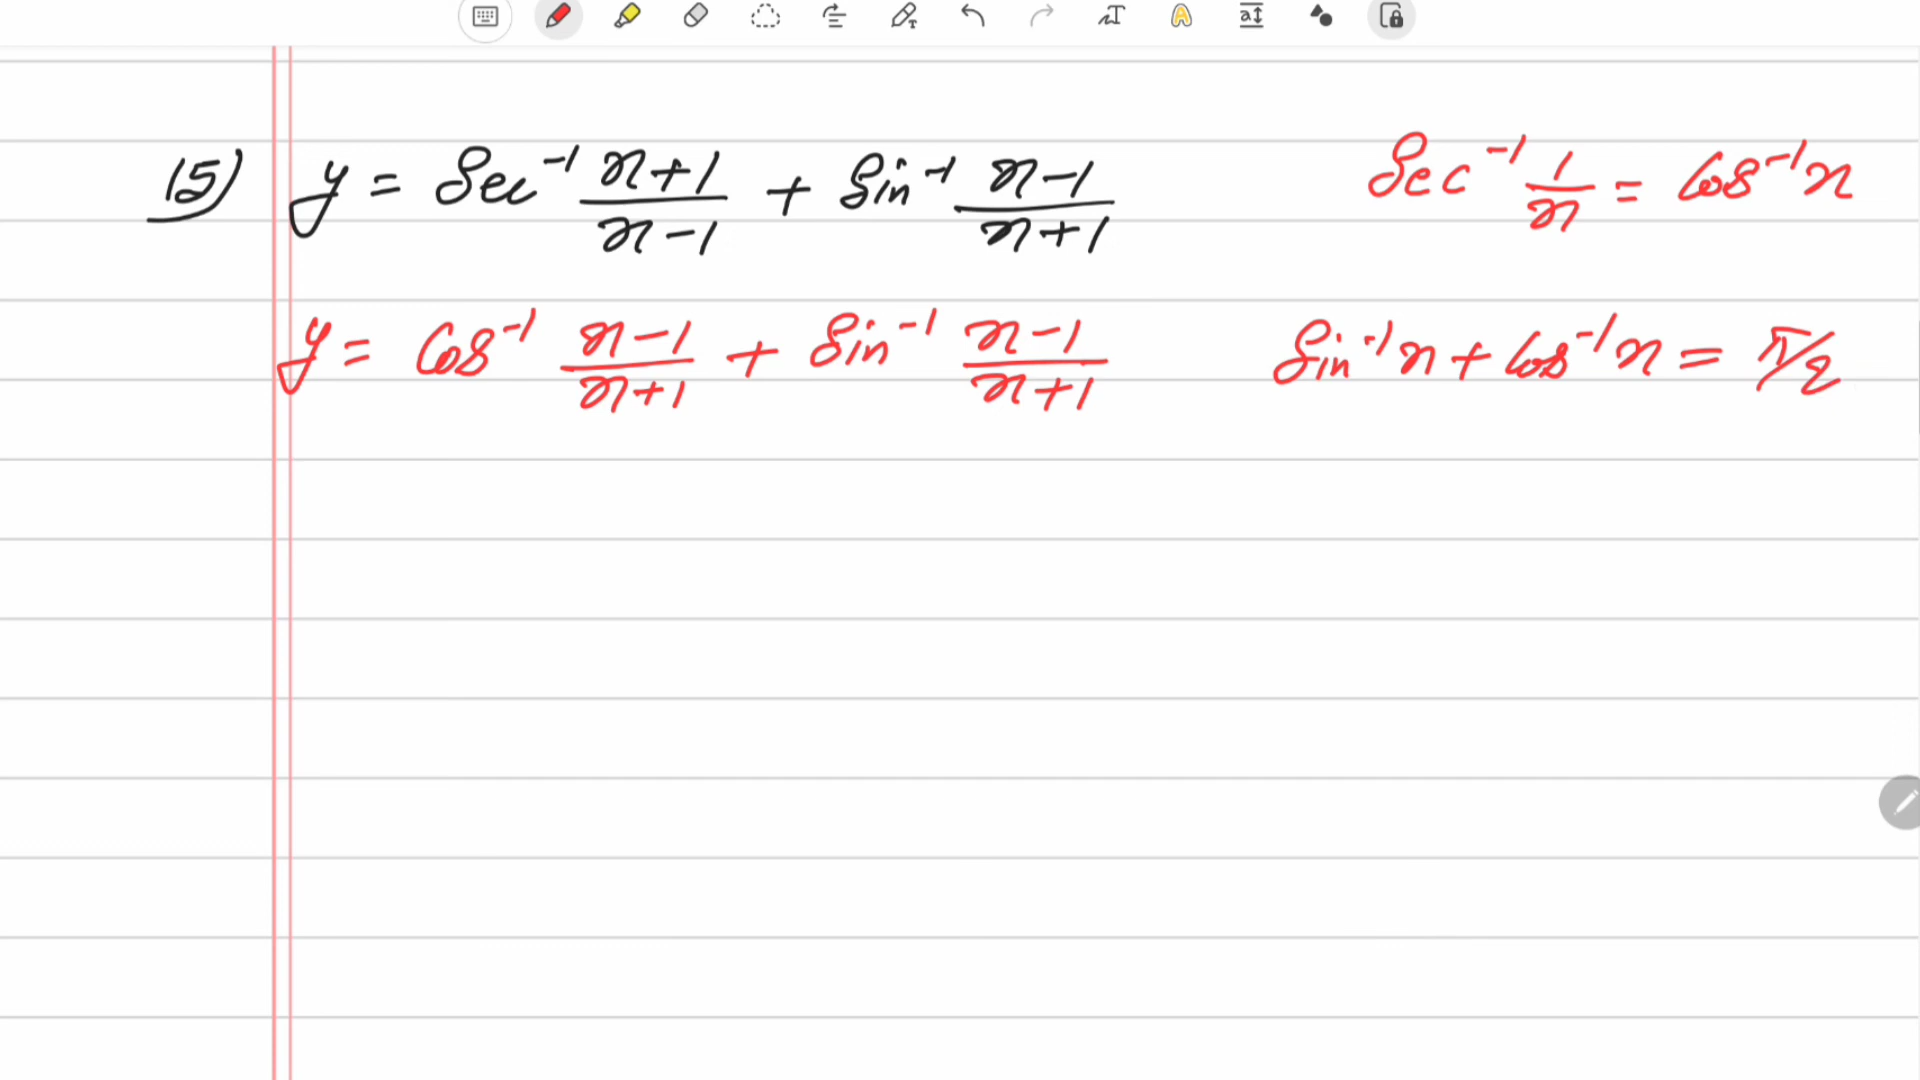 15) y = Sec⁻¹ (x+1)/(x-1) + Sin⁻¹ (x-1)/(x+1)
Sec⁻¹ 1/x = Cos⁻¹x
y = Cos⁻¹ (x-1)/(x+1) + Sin⁻¹ (x-1)/(x+1)
Sin⁻¹x + Cos⁻¹x = π/2